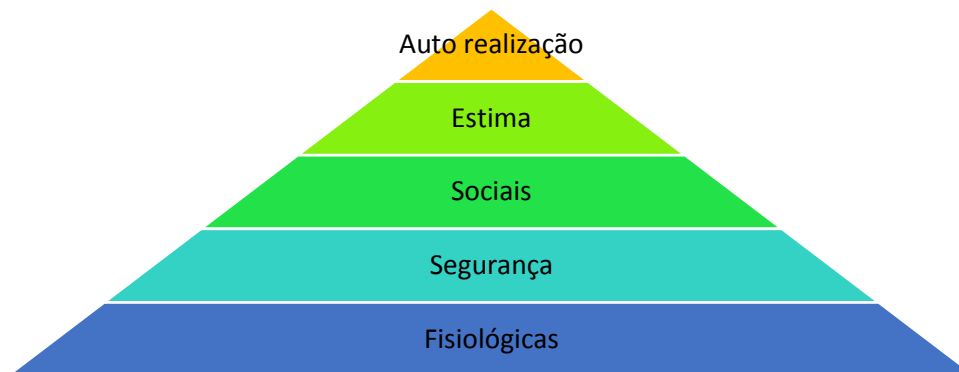 Auto realização
Estima
Sociais
Segurança
Fisiológicas